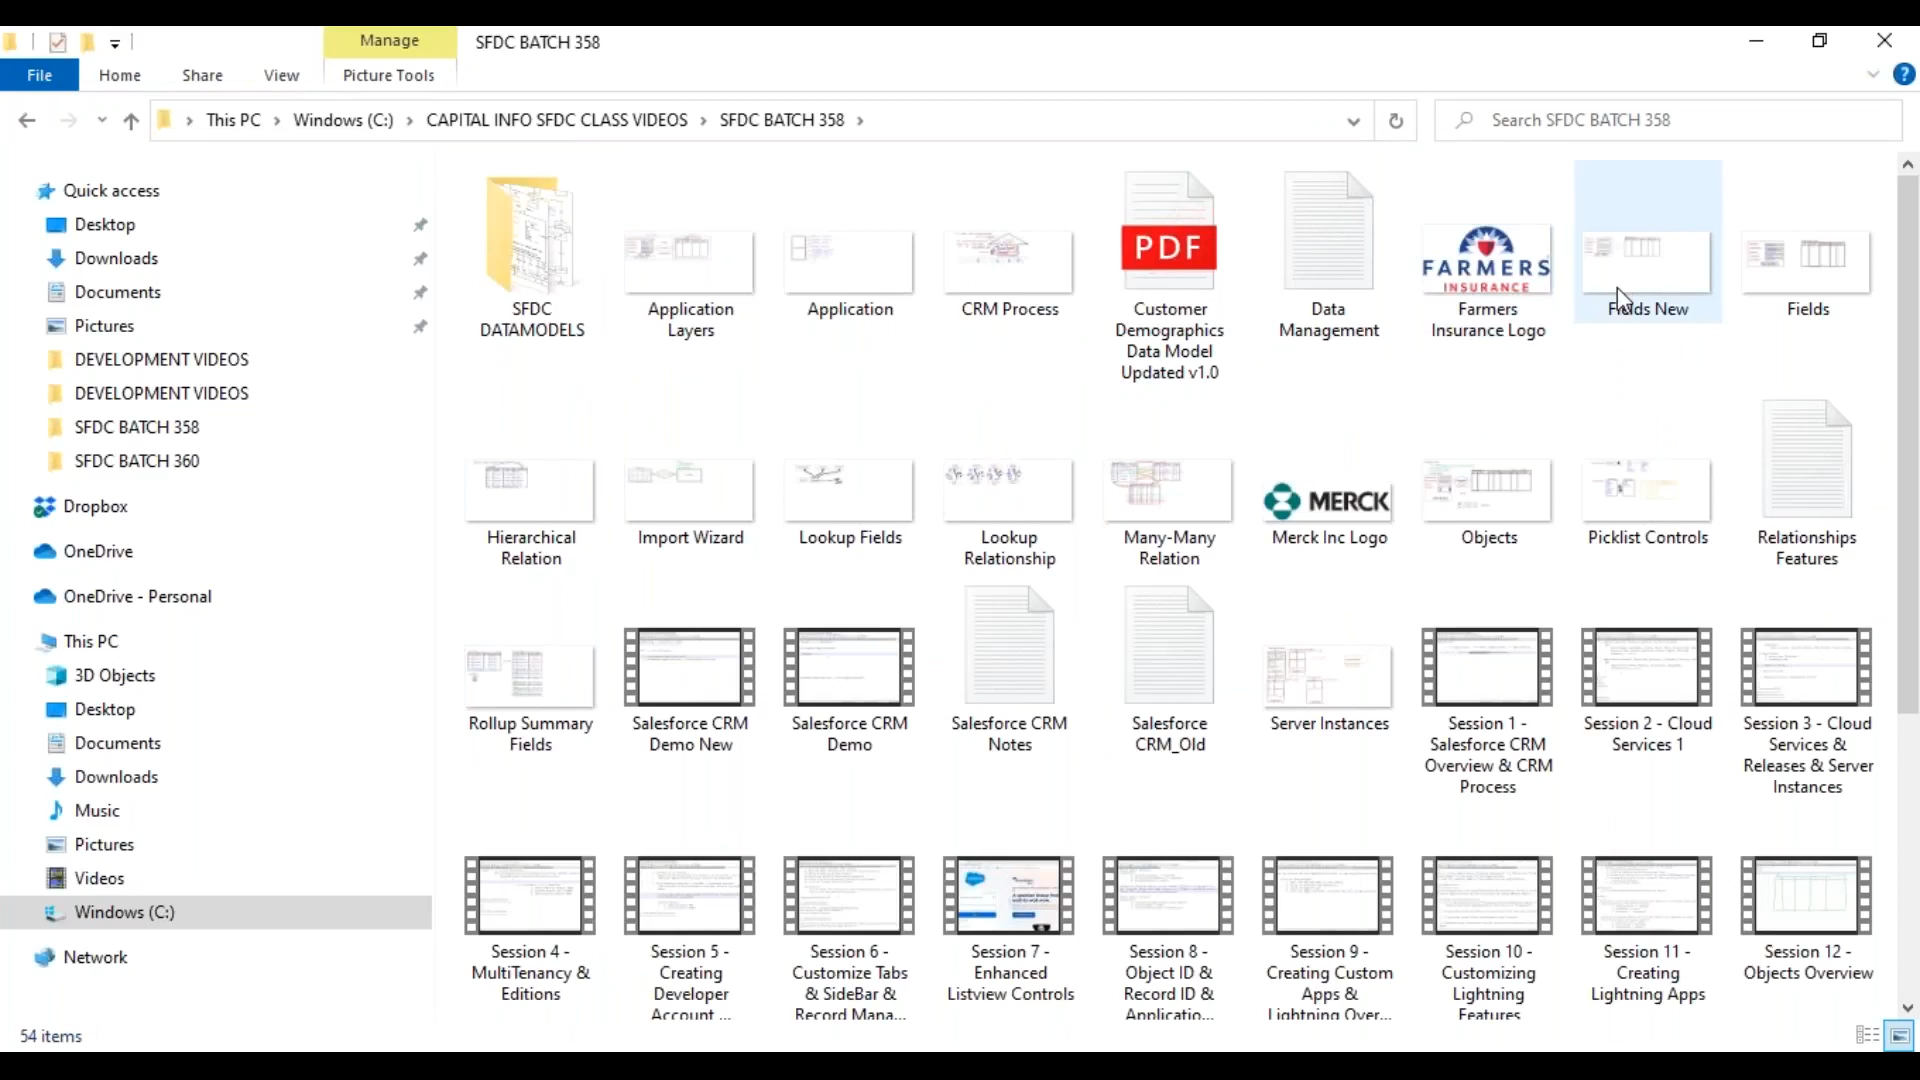 Manage
SFDC BATCH 358
File
Home
Share
View
Picture Tools
This PC > Windows (C:) > CAPITAL INFO SFDC CLASS VIDEOS > SFDC BATCH 358 >
Search SFDC BATCH 358
Quick access
Desktop
Downloads
Documents
Pictures
DEVELOPMENT VIDEOS
DEVELOPMENT VIDEOS
SFDC BATCH 358
SFDC BATCH 360
Dropbox
OneDrive
OneDrive - Personal
This PC
3D Objects
Desktop
Documents
Downloads
Music
Pictures
Videos
Windows (C:)
Network
SFDC
DATAMODELS
Application
Layers
Application
CRM Process
PDF
Customer
Demographics
Data Model
Updated v1.0
Data
Management
FARMERS
INSURANCE
Farmers
Insurance Logo
Fields New
Fields
Hierarchical
Relation
Import Wizard
Lookup Fields
Lookup
Relationship
Many-Many
Relation
MERCK
Merck Inc Logo
Objects
Picklist Controls
Relationships
Features
Rollup Summary
Fields
Salesforce CRM
Demo New
Salesforce CRM
Demo
Salesforce CRM
Notes
Salesforce
CRM_Old
Server Instances
Session 1 -
Salesforce CRM
Overview & CRM
Process
Session 2 - Cloud
Services 1
Session 3 - Cloud
Services &
Releases & Server
Instances
Session 4 -
MultiTenancy &
Editions
Session 5 -
Creating
Developer
Account ...
Session 6 -
Customize Tabs
& SideBar &
Record Mana...
Session 7 -
Enhanced
Listview Controls
Session 8 -
Object ID &
Record ID &
Applicatio...
Session 9 -
Creating Custom
Apps &
Lightning Over...
Session 10 -
Customizing
Lightning
Features
Session 11 -
Creating
Lightning Apps
Session 12 -
Objects Overview
54 items